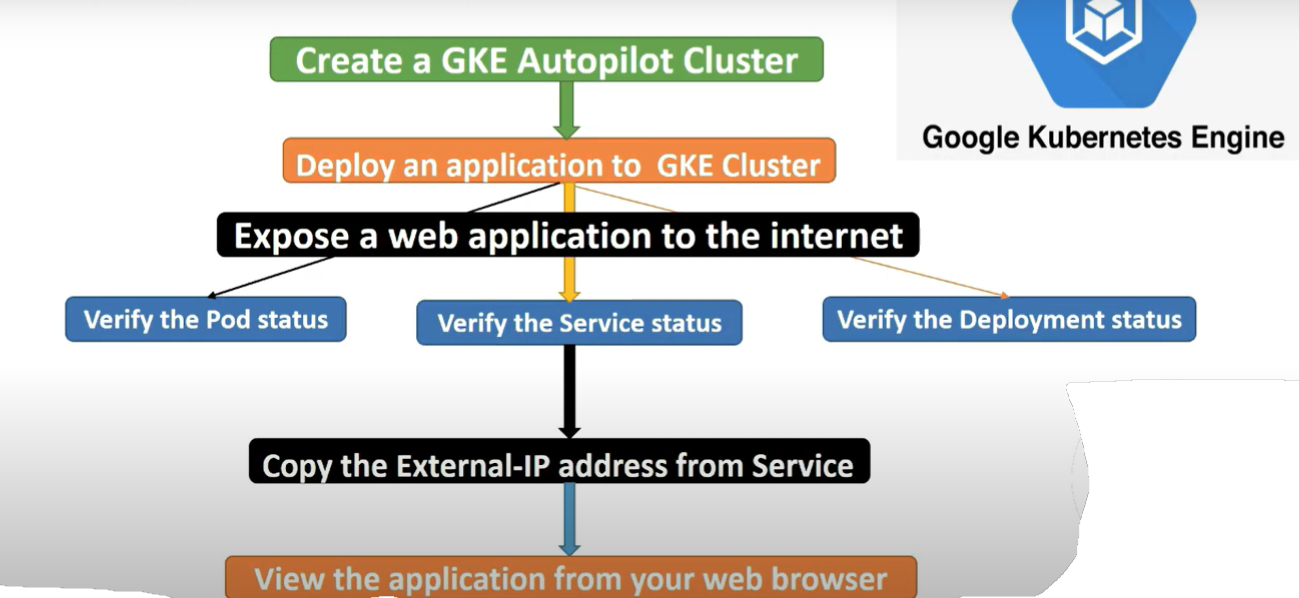 Create a GKE Autopilot Cluster
Google Kubernetes Engine
Deploy an application to GKE Cluster
Expose a web application to the internet
Verify the Pod status
Verify the Service status
Verify the Deployment status
Copy the External-IP address from Service
View the application from your web browser